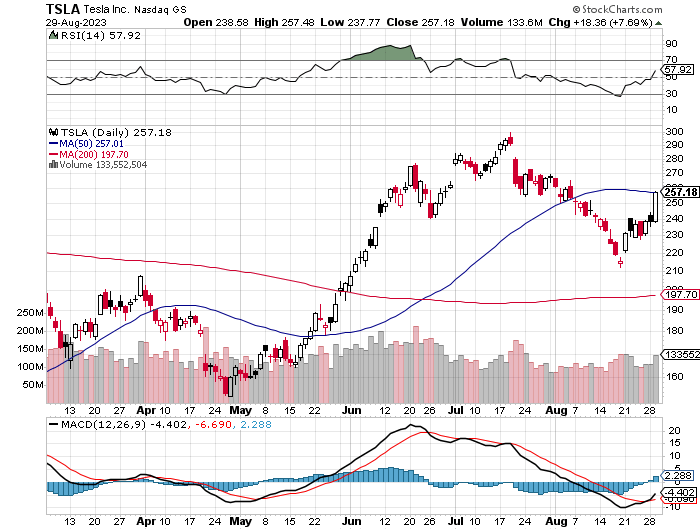 TSLA Tesla Inc. Nasdaq GS © StockCharts.com
29-Aug-2023 Open 238.58 High 257.48 Low 237.77 Close 257.18 Volume 133.6M Chg +18.36 (+7.69%)
RSI(14) 57.92
90
70
57.92
50
30
10
TSLA (Daily) 257.18
MA(50) 257.01
MA(200) 197.70
Volume 133,552,504
300
290
280
270
257.18
250
240
230
220
210
197.70
190
180
170
160
250M
200M
150M
100M
50M
133552
13 20 27 Apr 10 17 24 May 8 15 22 Jun 12 20 26 Jul 10 17 24 Aug 7 14 21 28
MACD(12,26,9) -4.402, -6.690, 2.288
20
15
10
5
2.288
-4.402
-10
13 20 27 Apr 10 17 24 May 8 15 22 Jun 12 20 26 Jul 10 17 24 Aug 7 14 21 28